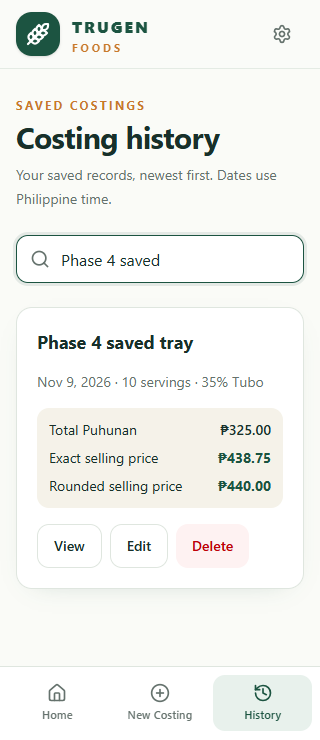 TRUGEN
FOODS
SAVED COSTINGS
Costing history
Your saved records, newest first. Dates use
Philippine time.
Phase 4 saved
Phase 4 saved tray
Nov 9, 2026 · 10 servings · 35% Tubo
Total Puhunan ₱325.00
Exact selling price ₱438.75
Rounded selling price ₱440.00
View Edit Delete
Home New Costing History